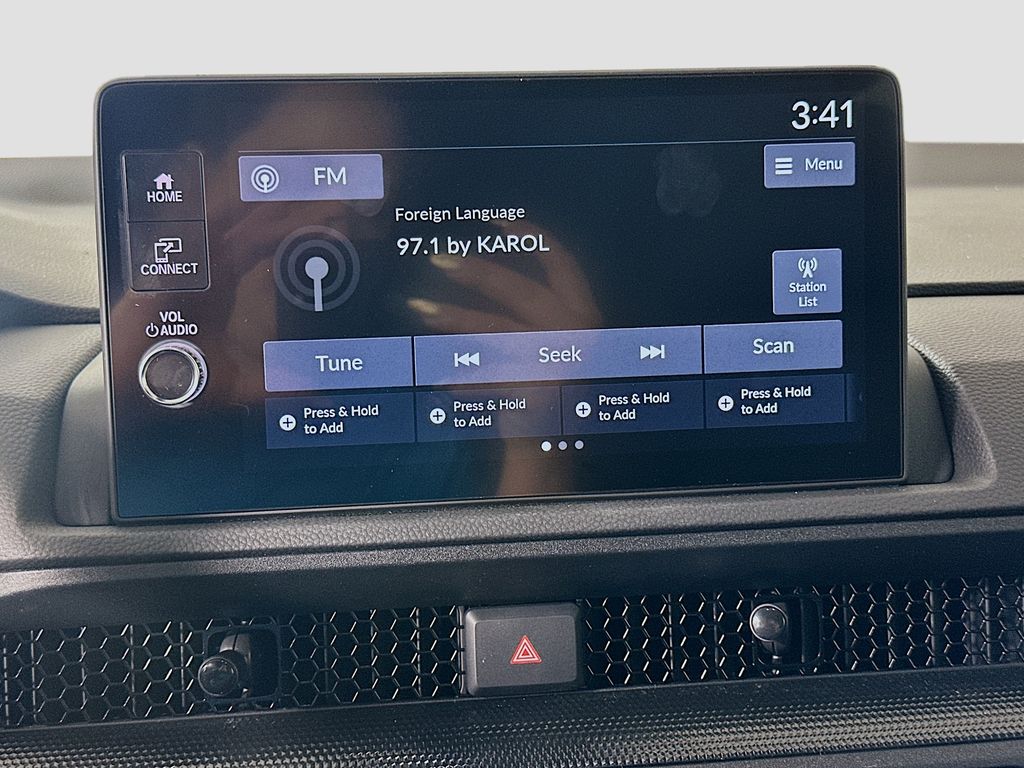 3:41
HOME
FM
Menu
Foreign Language
97.1 by KAROL
CONNECT
Station
List
VOL
AUDIO
Tune
Seek
Scan
Press & Hold
to Add
Press & Hold
to Add
Press & Hold
to Add
Press & Hold
to Add